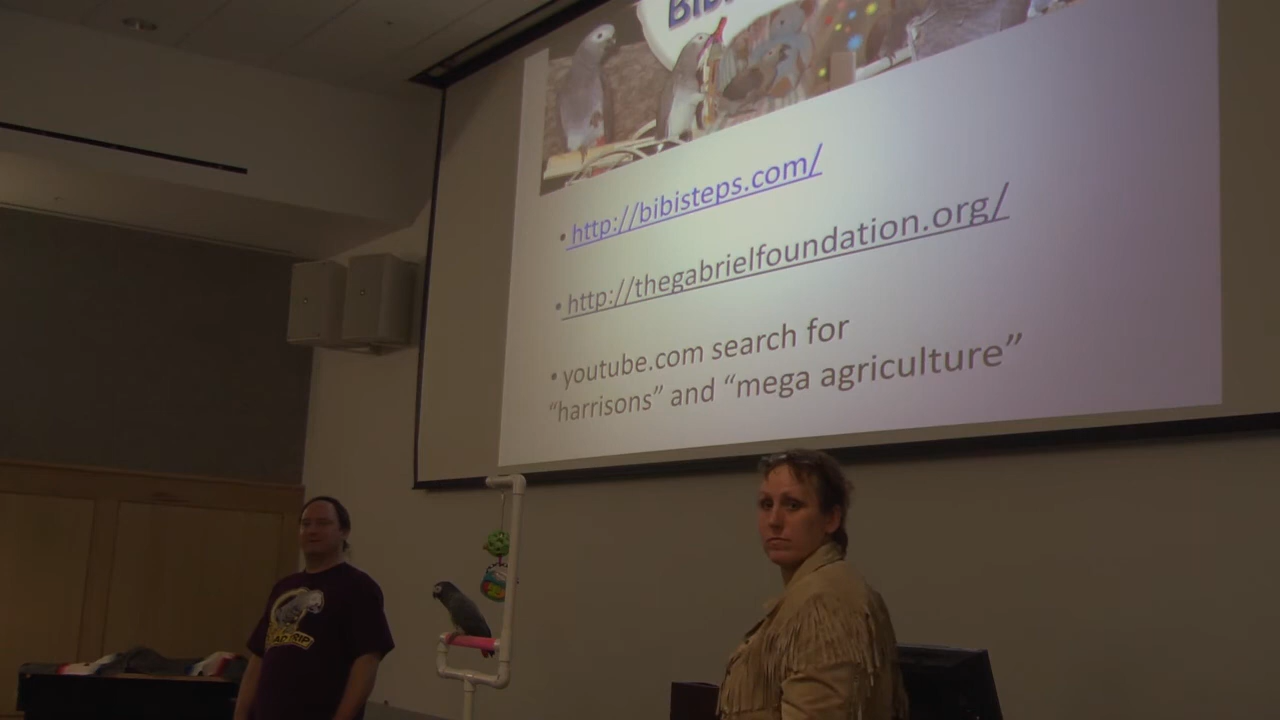 • http://bibisteps.com/
• http://thegabrielfoundation.org/
• youtube.com search for
“harrisons” and “mega agriculture”